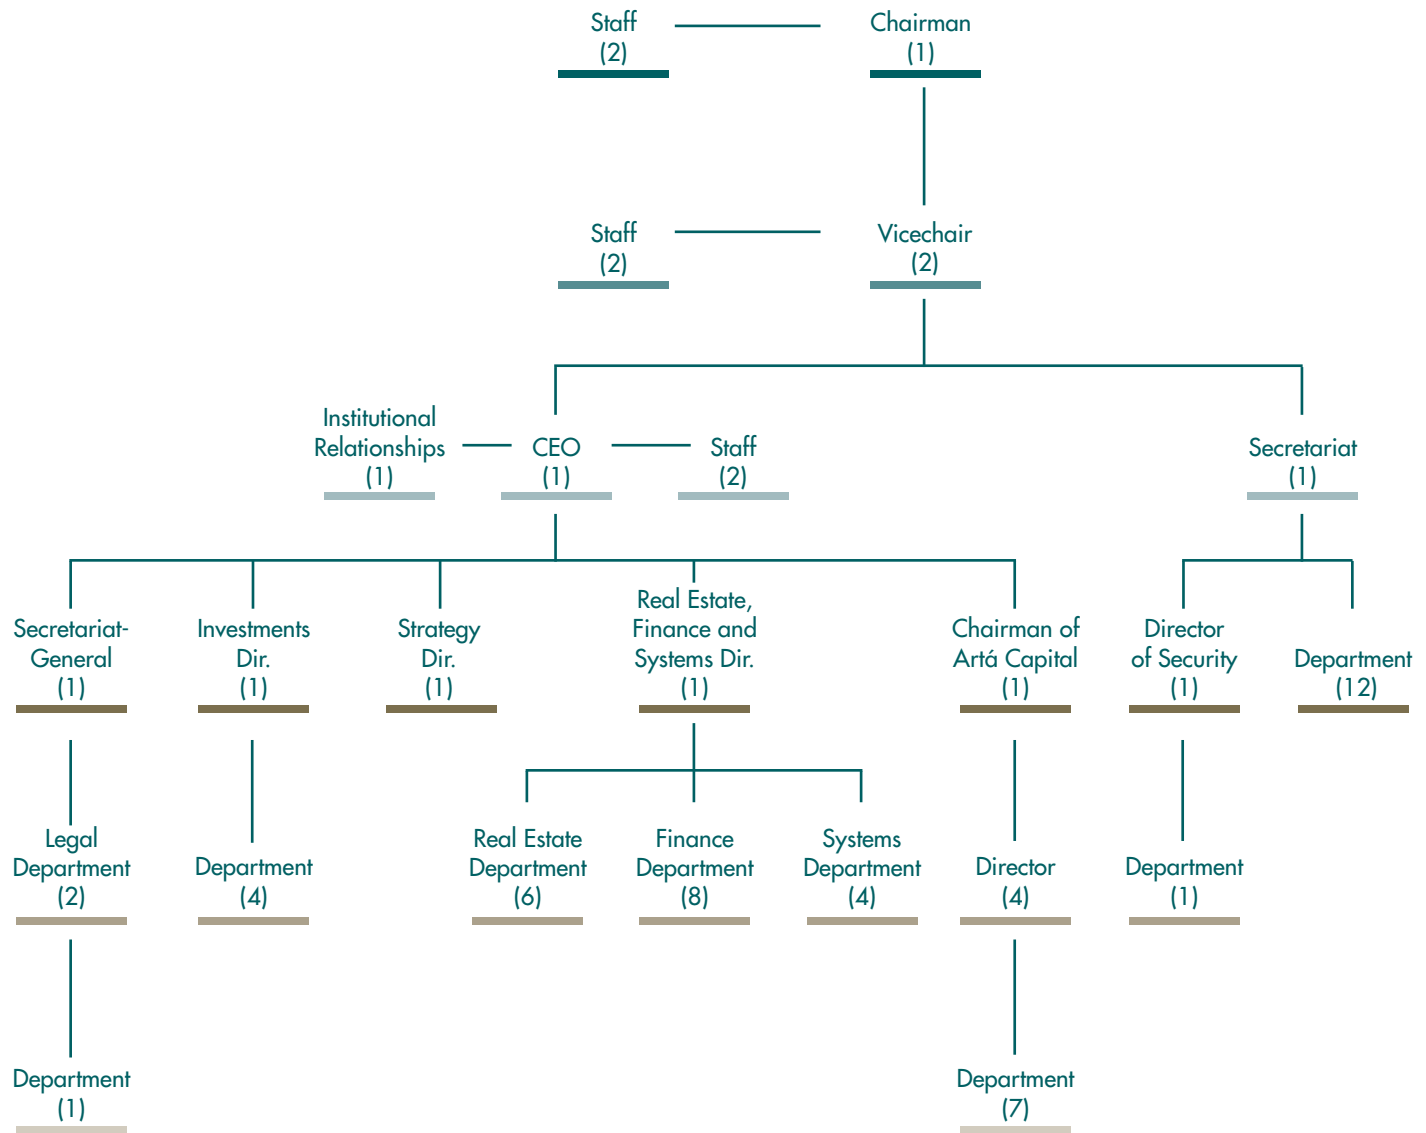 Staff
(2)
Chairman
(1)
Staff
(2)
Vicechair
(2)
Institutional
Relationships
(1)
CEO
(1)
Staff
(2)
Secretariat
(1)
Secretariat-
General
(1)
Investments
Dir.
(1)
Strategy
Dir.
(1)
Real Estate,
Finance and
Systems Dir.
(1)
Chairman of
Artá Capital
(1)
Director
of Security
(1)
Department
(12)
Legal
Department
(2)
Department
(4)
Real Estate
Department
(6)
Finance
Department
(8)
Systems
Department
(4)
Director
(4)
Department
(1)
Department
(1)
Department
(7)